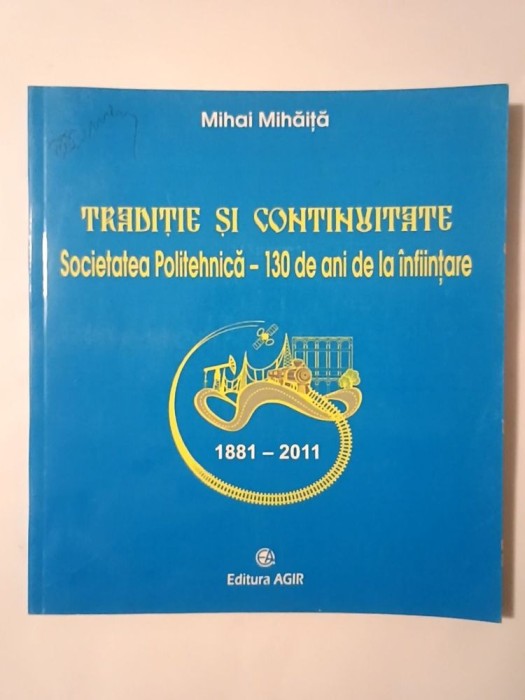 Mihai Mihăiță
TRADIȚIE ȘI CONTINUITATE
Societatea Politehnică – 130 de ani de la înființare
1881 – 2011
Editura AGIR